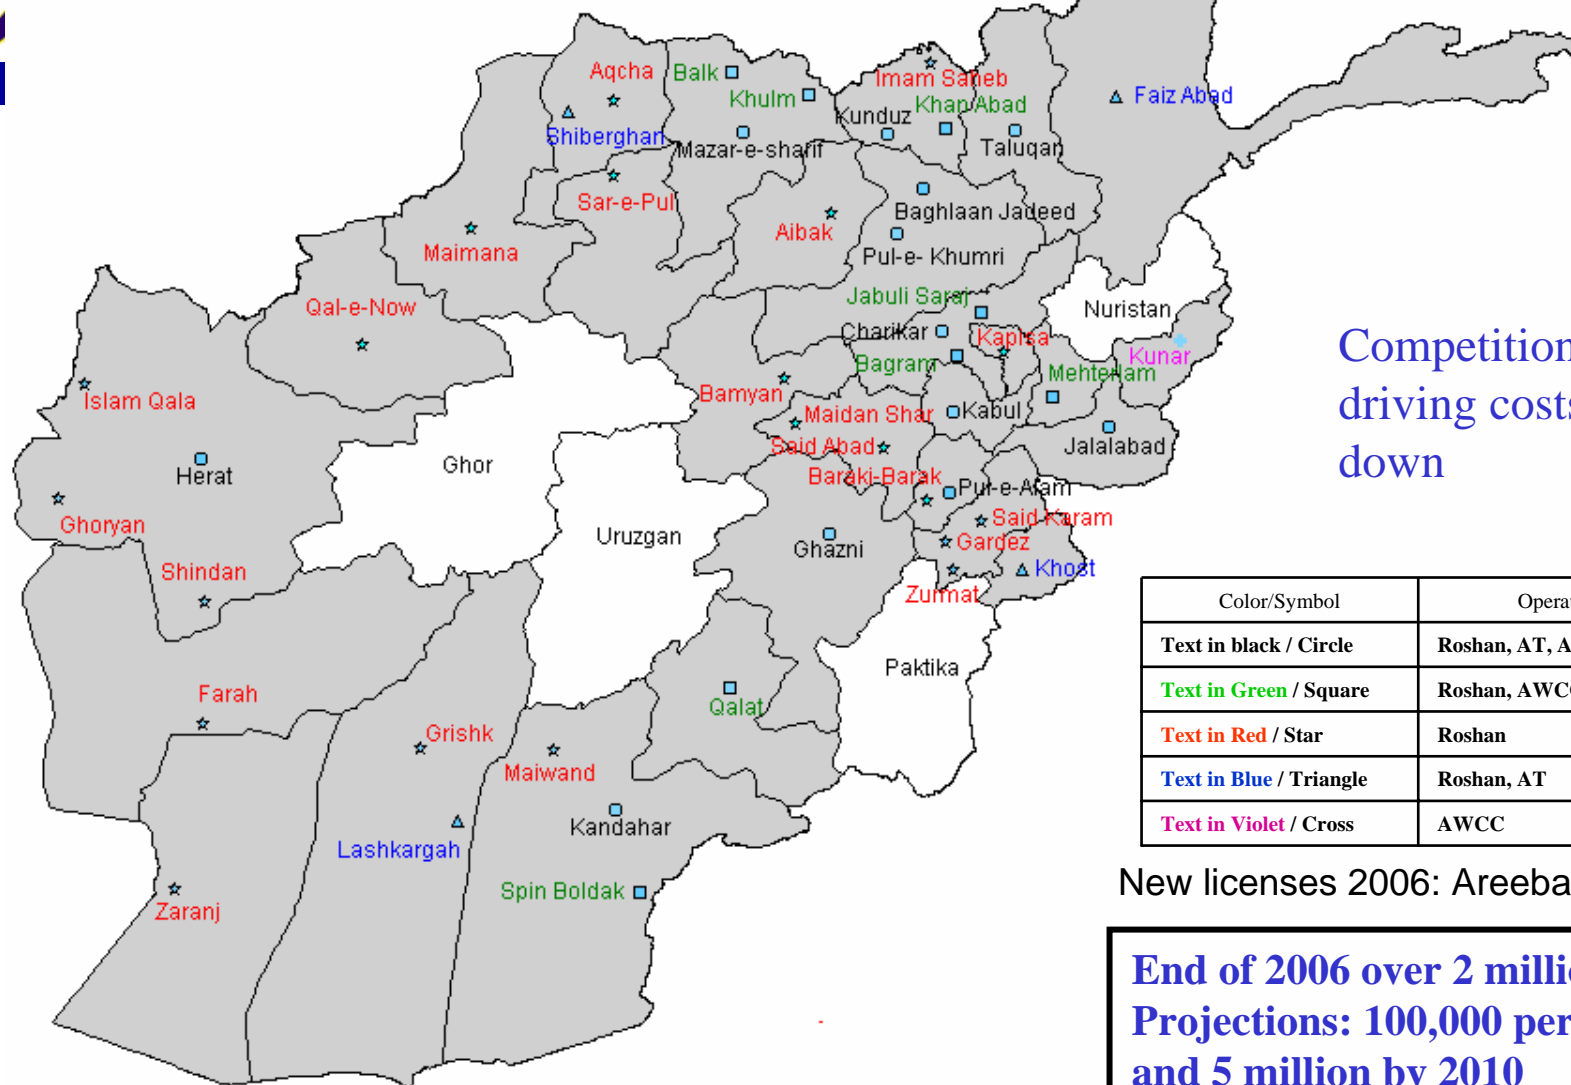 Aqcha
Balk
Khulm
Shiberghan
Mazar-e-sharif
Imam Saheb
Khan Abad
Kunduz
Taluqan
Faiz Abad
Sar-e-Pul
Aibak
Baghlaan Jadeed
Pul-e- Khumri
Maimana
Qal-e-Now
Jabuli Saraj
Charikar
Kapisa
Bagram
Nuristan
Kunar
Mehterlam
Islam Qala
Bamyan
Maidan Shar
Kabul
Jalalabad
Said Abad
Baraki-Barak
Pul-e-Alam
Herat
Ghor
Ghoryan
Uruzgan
Ghazni
Said Karam
Gardez
Khost
Zurmat
Shindan
Paktika
Farah
Qalat
Grishk
Maiwand
Kandahar
Lashkargah
Spin Boldak
Zaranj
Competition
driving costs
down
Color/Symbol
Text in black / Circle Roshan, AT,
Text in Green / Square Roshan,
Text in Red / Star Roshan
Text in Blue / Triangle Roshan, AT
Text in Violet / Cross AWCC
New licenses 2006: Areeba
End of 2006 over 2
Projections: 100,000 per
and 5 million by 2010